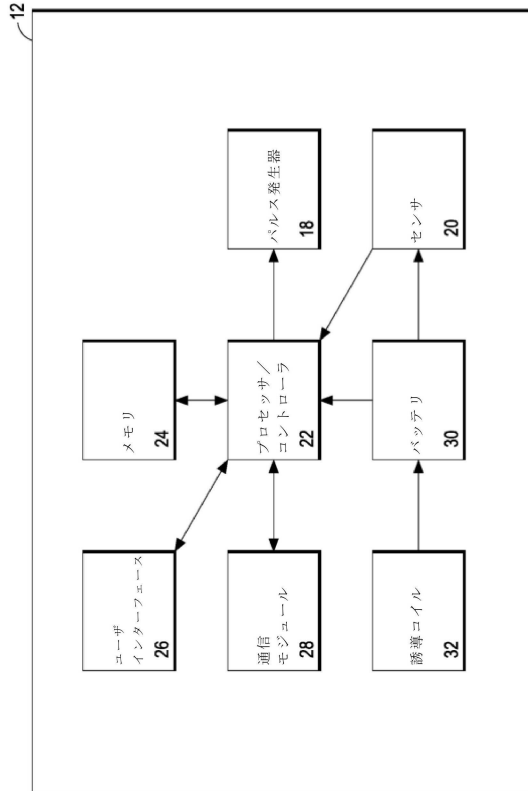 12
ユーザ
インターフェース
26
メモリ
24
通信
モジュール
28
プロセッサ／
コントローラ
22
パルス発生器
18
誘導コイル
32
バッテリ
30
センサ
20